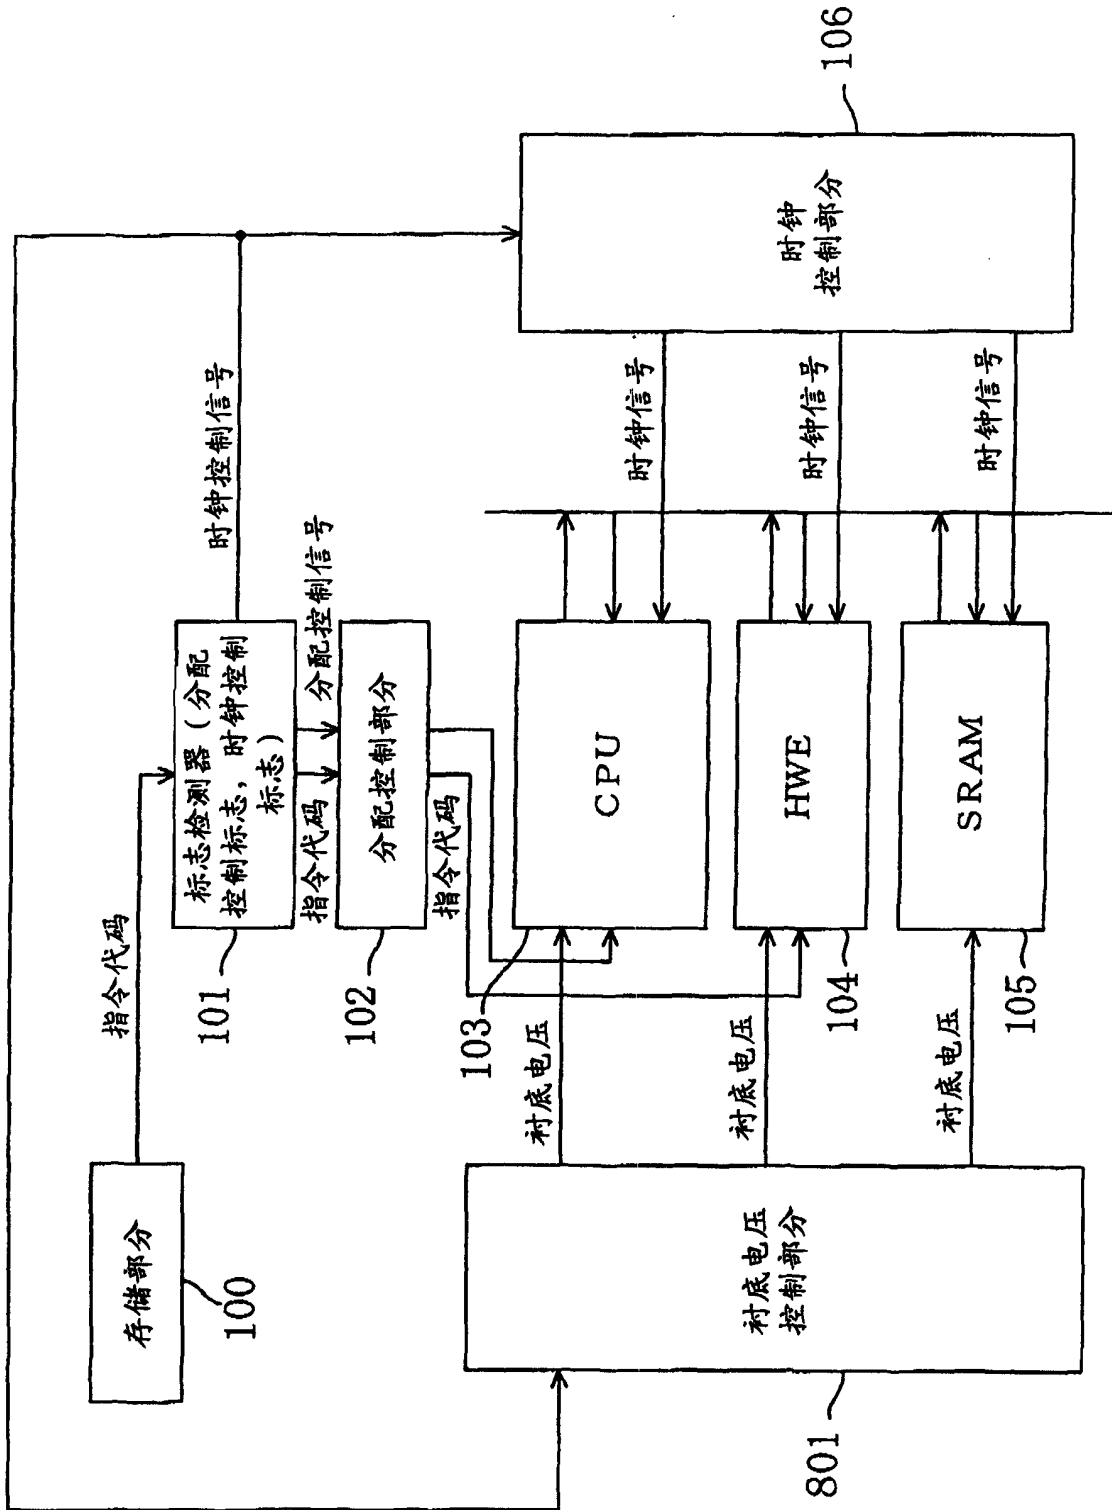 存储部分
100
指令代码
标志检测器（分配
控制标志，时钟控制
标志）
101
时钟控制信号
指令代码
分配控制信号
分配控制部分
102
指令代码
衬底电压
控制部分
801
衬底电压
衬底电压
衬底电压
CPU
103
HWE
104
SRAM
105
时钟信号
时钟信号
时钟信号
时钟
控制部分
106